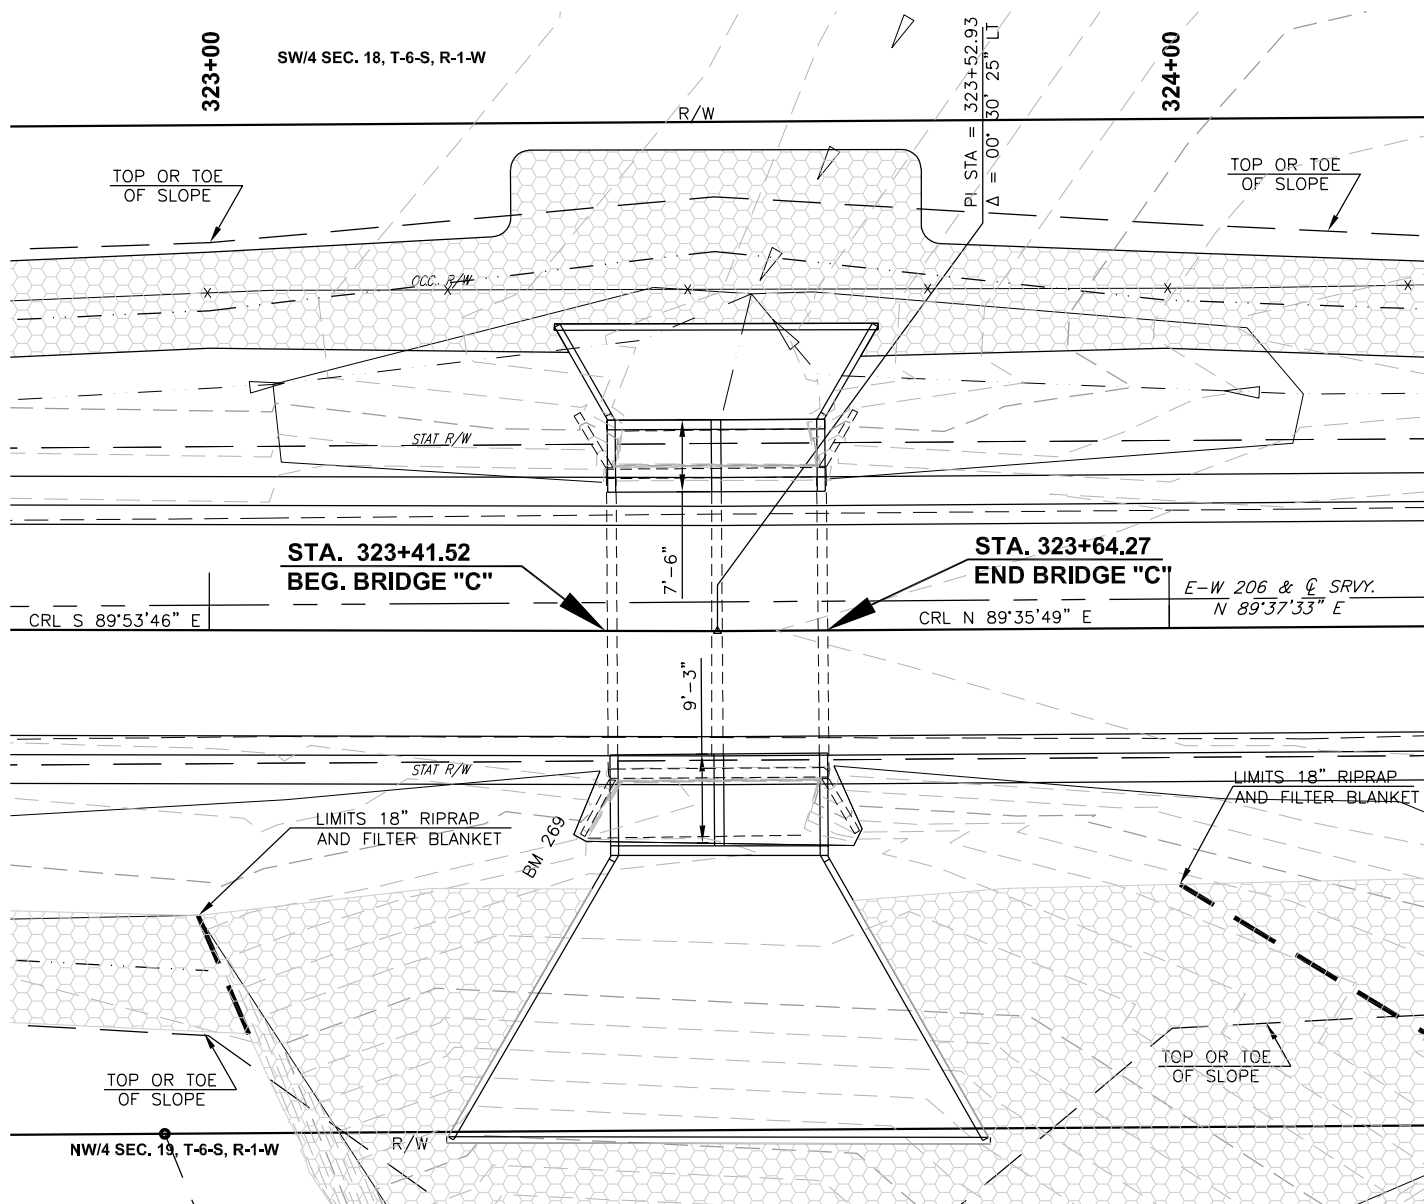 323+00
SW/4 SEC. 18, T-6-S, R-1-W
PI STA = 323+52.93
Δ = 00° 30' 25" LT
324+00
R/W
TOP OR TOE
OF SLOPE
TOP OR TOE
OF SLOPE
OCC. R/W
STAT R/W
STA. 323+41.52
BEG. BRIDGE "C"
7'-6"
STA. 323+64.27
END BRIDGE "C"
E-W 206 & ℄ SRVY.
N 89°37'33" E
CRL S 89°53'46" E
CRL N 89°35'49" E
9'-3"
STAT R/W
LIMITS 18" RIPRAP
AND FILTER BLANKET
LIMITS 18" RIPRAP
AND FILTER BLANKET
BM 269
TOP OR TOE
OF SLOPE
TOP OR TOE
OF SLOPE
R/W
NW/4 SEC. 19, T-6-S, R-1-W